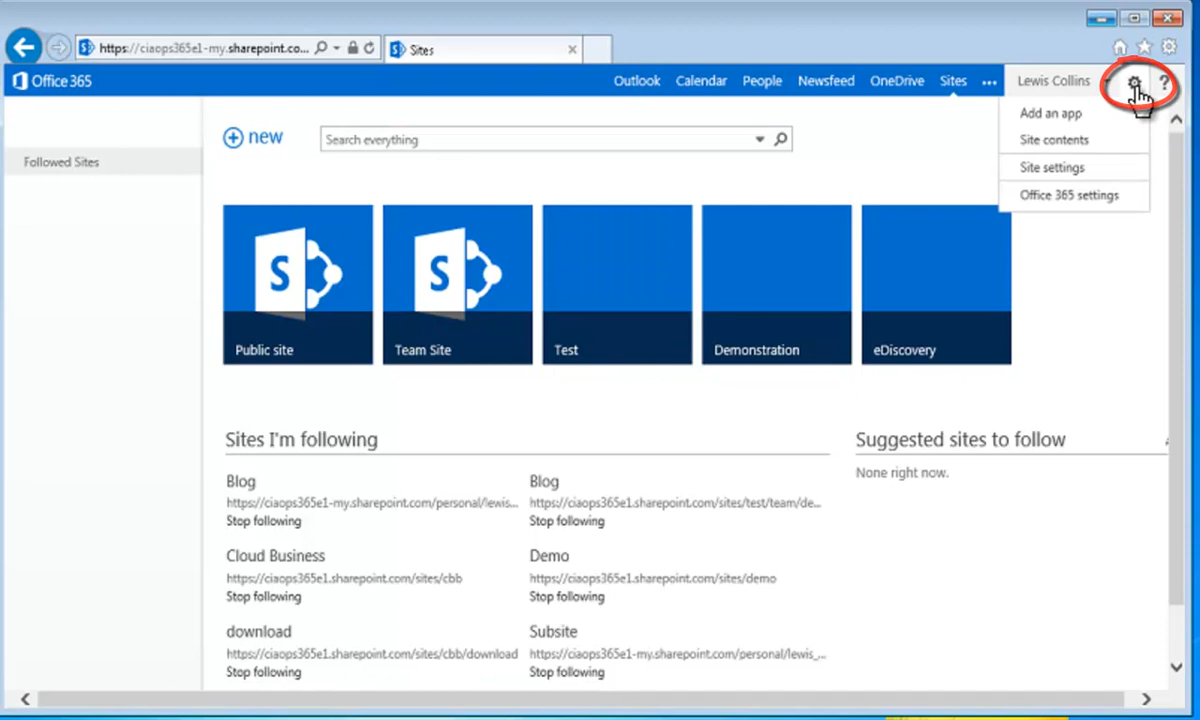 https://ciaops365e1-my.sharepoint.co...
Sites
Office 365
Outlook
Calendar
People
Newsfeed
OneDrive
Sites
Lewis Collins
?
Add an app
Site contents
Site settings
Office 365 settings
new
Search everything
Followed Sites
S
S
Public site
Team Site
Test
Demonstration
eDiscovery
Sites I'm following
Suggested sites to follow
None right now.
Blog
https://ciaops365e1-my.sharepoint.com/personal/lewis...
Stop following
Blog
https://ciaops365e1.sharepoint.com/sites/test/team/de...
Stop following
Cloud Business
https://ciaops365e1.sharepoint.com/sites/cbb
Stop following
Demo
https://ciaops365e1.sharepoint.com/sites/demo
Stop following
download
https://ciaops365e1.sharepoint.com/sites/cbb/download
Stop following
Subsite
https://ciaops365e1-my.sharepoint.com/personal/lewis_...
Stop following